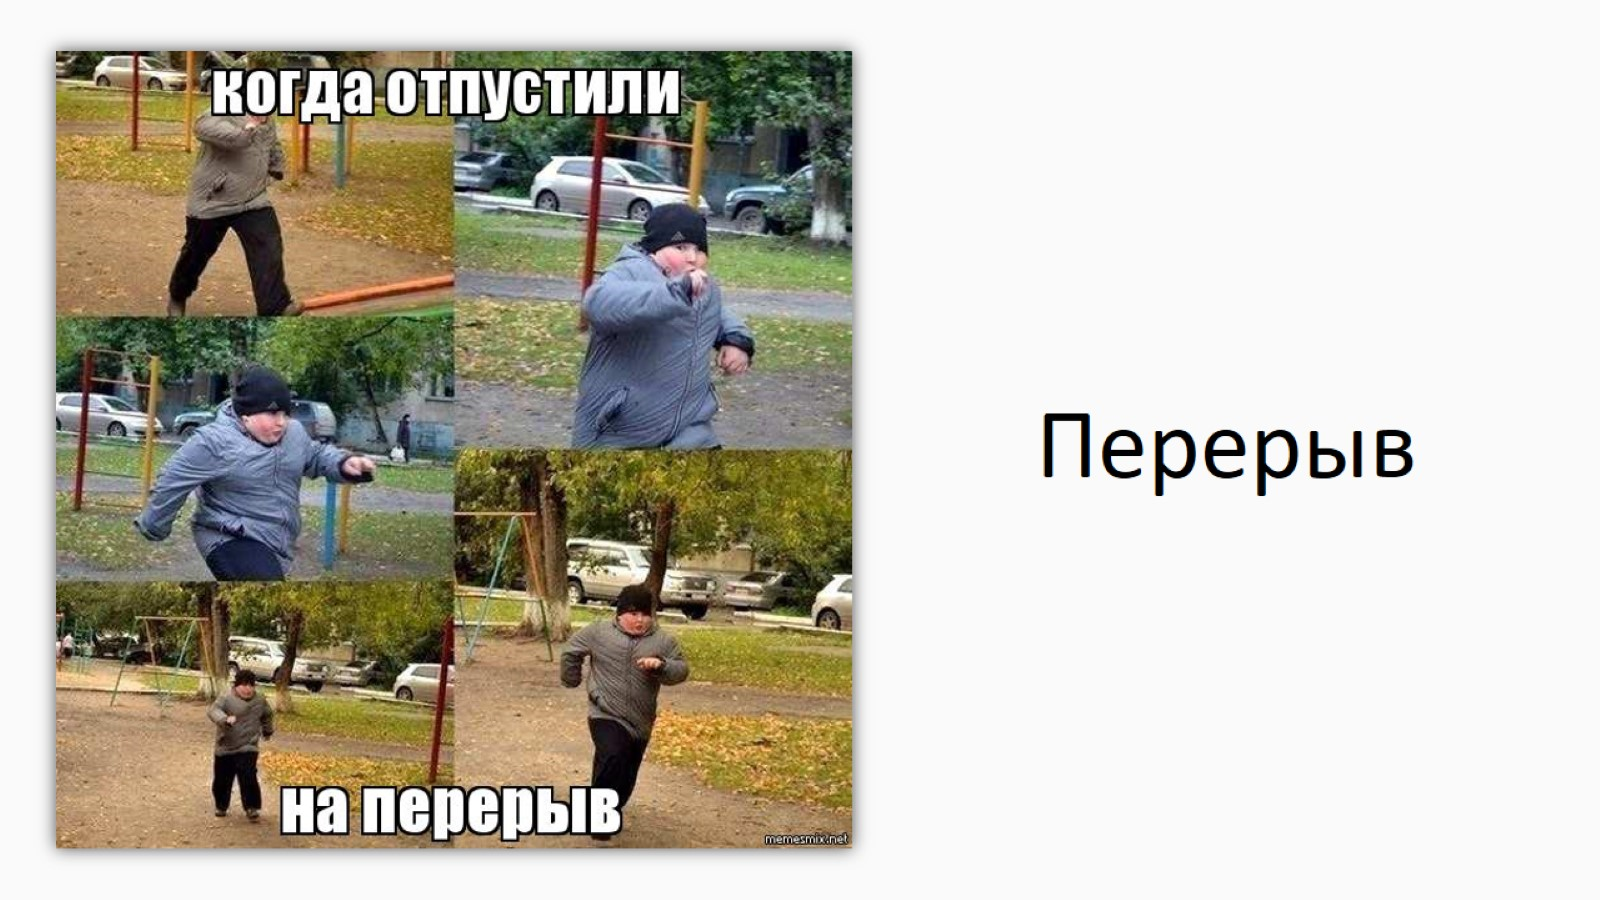 когда отпустили
на перерыв
memesmix.net
Перерыв